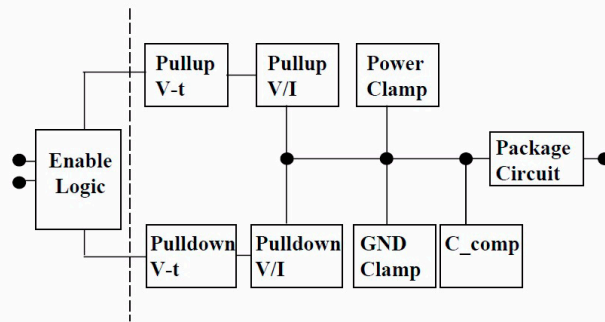 Pullup
V-t
Pullup
V/I
Power
Clamp
Enable
Logic
Package
Circuit
Pulldown
V-t
Pulldown
V/I
GND
Clamp
C_comp